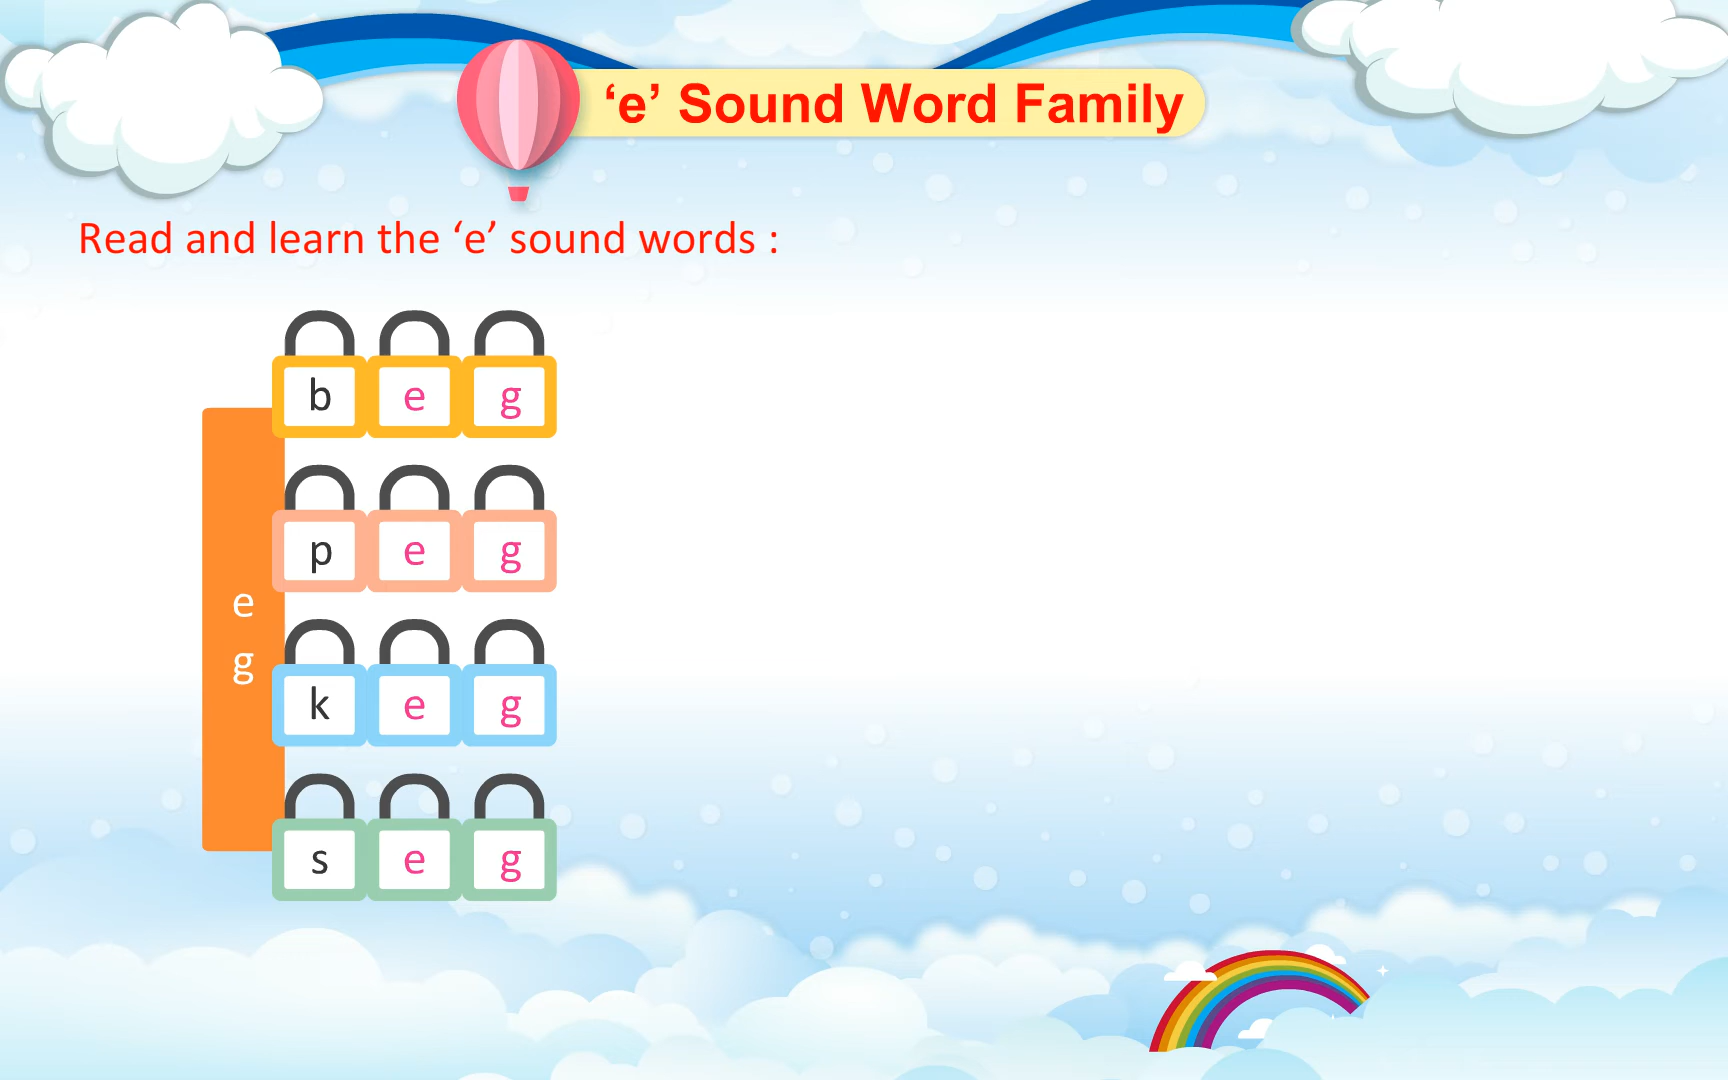 ‘e’ Sound Word Family
Read and learn the ‘e’ sound words :
b e g
p e g
e
g
k e g
s e g